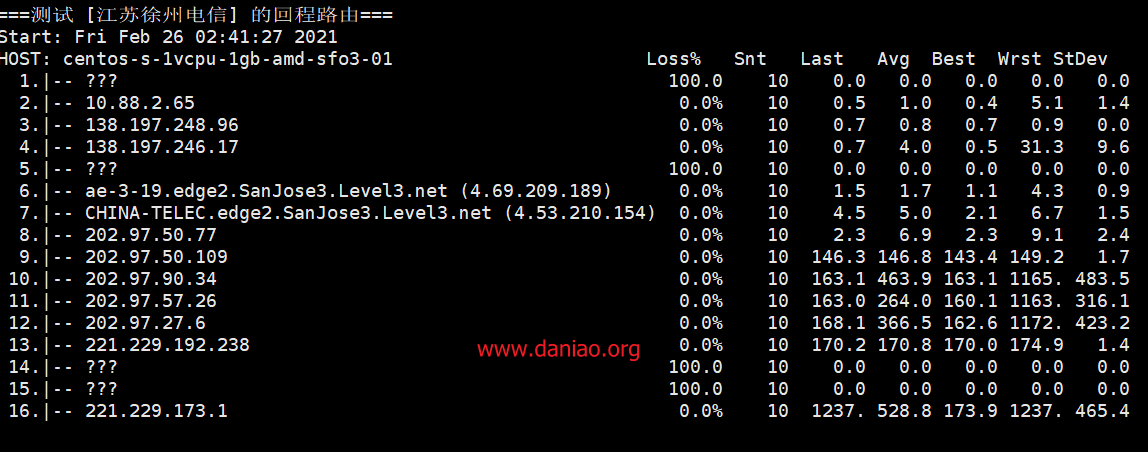 ===测试 [江苏徐州电信] 的回程路由===
Start: Fri Feb 26 02:41:27 2021
HOST: centos-s-1vcpu-1gb-amd-sfo3-01 Loss% Snt Last Avg Best Wrst StDev
1.|-- ??? 100.0 10 0.0 0.0 0.0 0.0 0.0
2.|-- 10.88.2.65 0.0% 10 0.5 1.0 0.4 5.1 1.4
3.|-- 138.197.248.96 0.0% 10 0.7 0.8 0.7 0.9 0.0
4.|-- 138.197.246.17 0.0% 10 0.7 4.0 0.5 31.3 9.6
5.|-- ??? 100.0 10 0.0 0.0 0.0 0.0 0.0
6.|-- ae-3-19.edge2.SanJose3.Level3.net (4.69.209.189) 0.0% 10 1.5 1.7 1.1 4.3 0.9
7.|-- CHINA-TELEC.edge2.SanJose3.Level3.net (4.53.210.154) 0.0% 10 4.5 5.0 2.1 6.7 1.5
8.|-- 202.97.50.77 0.0% 10 2.3 6.9 2.3 9.1 2.4
9.|-- 202.97.50.109 0.0% 10 146.3 146.8 143.4 149.2 1.7
10.|-- 202.97.90.34 0.0% 10 163.1 463.9 163.1 1165. 483.5
11.|-- 202.97.57.26 0.0% 10 163.0 264.0 160.1 1163. 316.1
12.|-- 202.97.27.6 0.0% 10 168.1 366.5 162.6 1172. 423.2
13.|-- 221.229.192.238 0.0% 10 170.2 170.8 170.0 174.9 1.4
www.daniao.org
14.|-- ??? 100.0 10 0.0 0.0 0.0 0.0 0.0
15.|-- ??? 100.0 10 0.0 0.0 0.0 0.0 0.0
16.|-- 221.229.173.1 0.0% 10 1237. 528.8 173.9 1237. 465.4